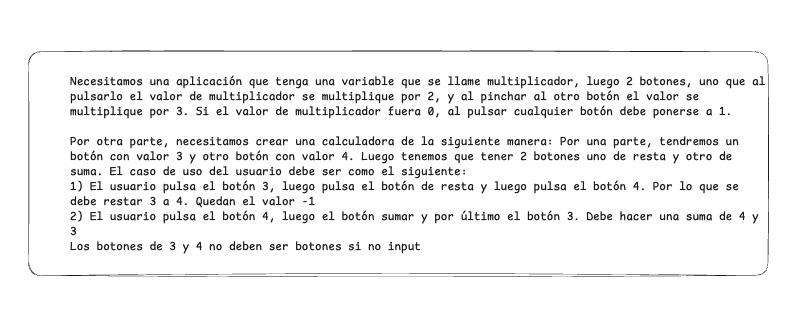 Necesitamos una aplicación que tenga una variable que se llame multiplicador, luego 2 botones, uno que al
pulsarlo el valor de multiplicador se multiplique por 2, y al pinchar al otro botón el valor se
multiplique por 3. Si el valor de multiplicador fuera 0, al pulsar cualquier botón debe ponerse a 1.
Por otra parte, necesitamos crear una calculadora de la siguiente manera: Por una parte, tendremos un
botón con valor 3 y otro botón con valor 4. Luego tenemos que tener 2 botones uno de resta y otro de
suma. El caso de uso del usuario debe ser como el siguiente:
1) El usuario pulsa el botón 3, luego pulsa el botón de resta y luego pulsa el botón 4. Por lo que se
debe restar 3 a 4. Quedan el valor -1
2) El usuario pulsa el botón 4, luego el botón sumar y por último el botón 3. Debe hacer una suma de 4 y
3
Los botones de 3 y 4 no deben ser botones si no input